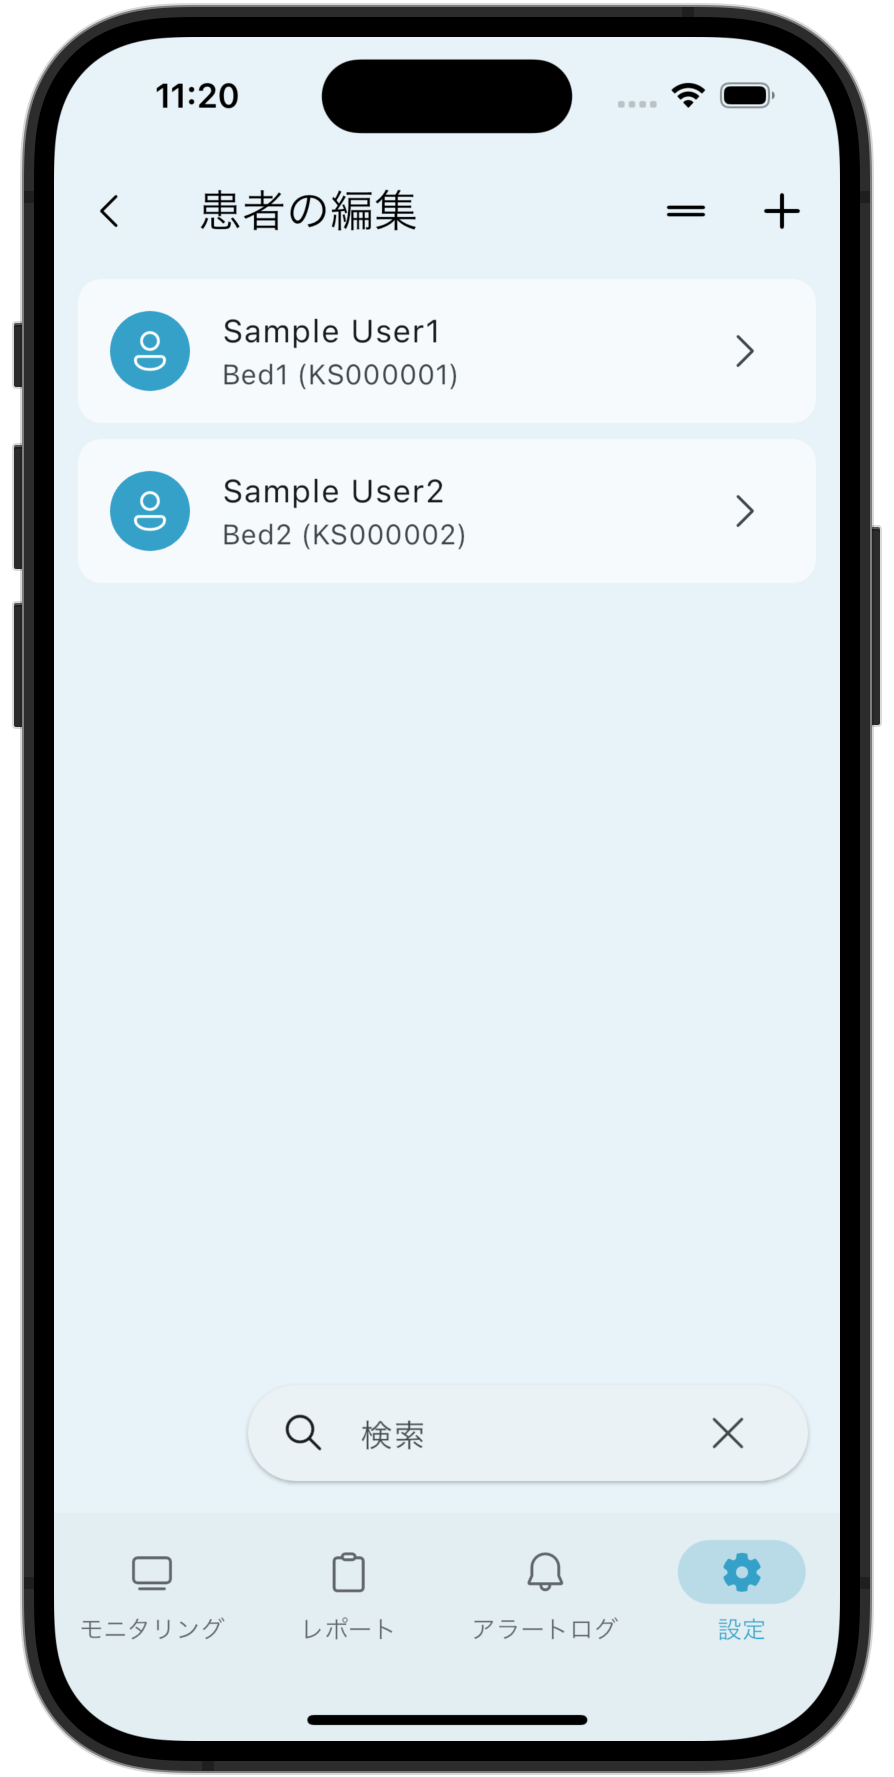 11:20
患者の編集
Sample User1
Bed1 (KS000001)
Sample User2
Bed2 (KS000002)
検索
モニタリング
レポート
アラートログ
設定